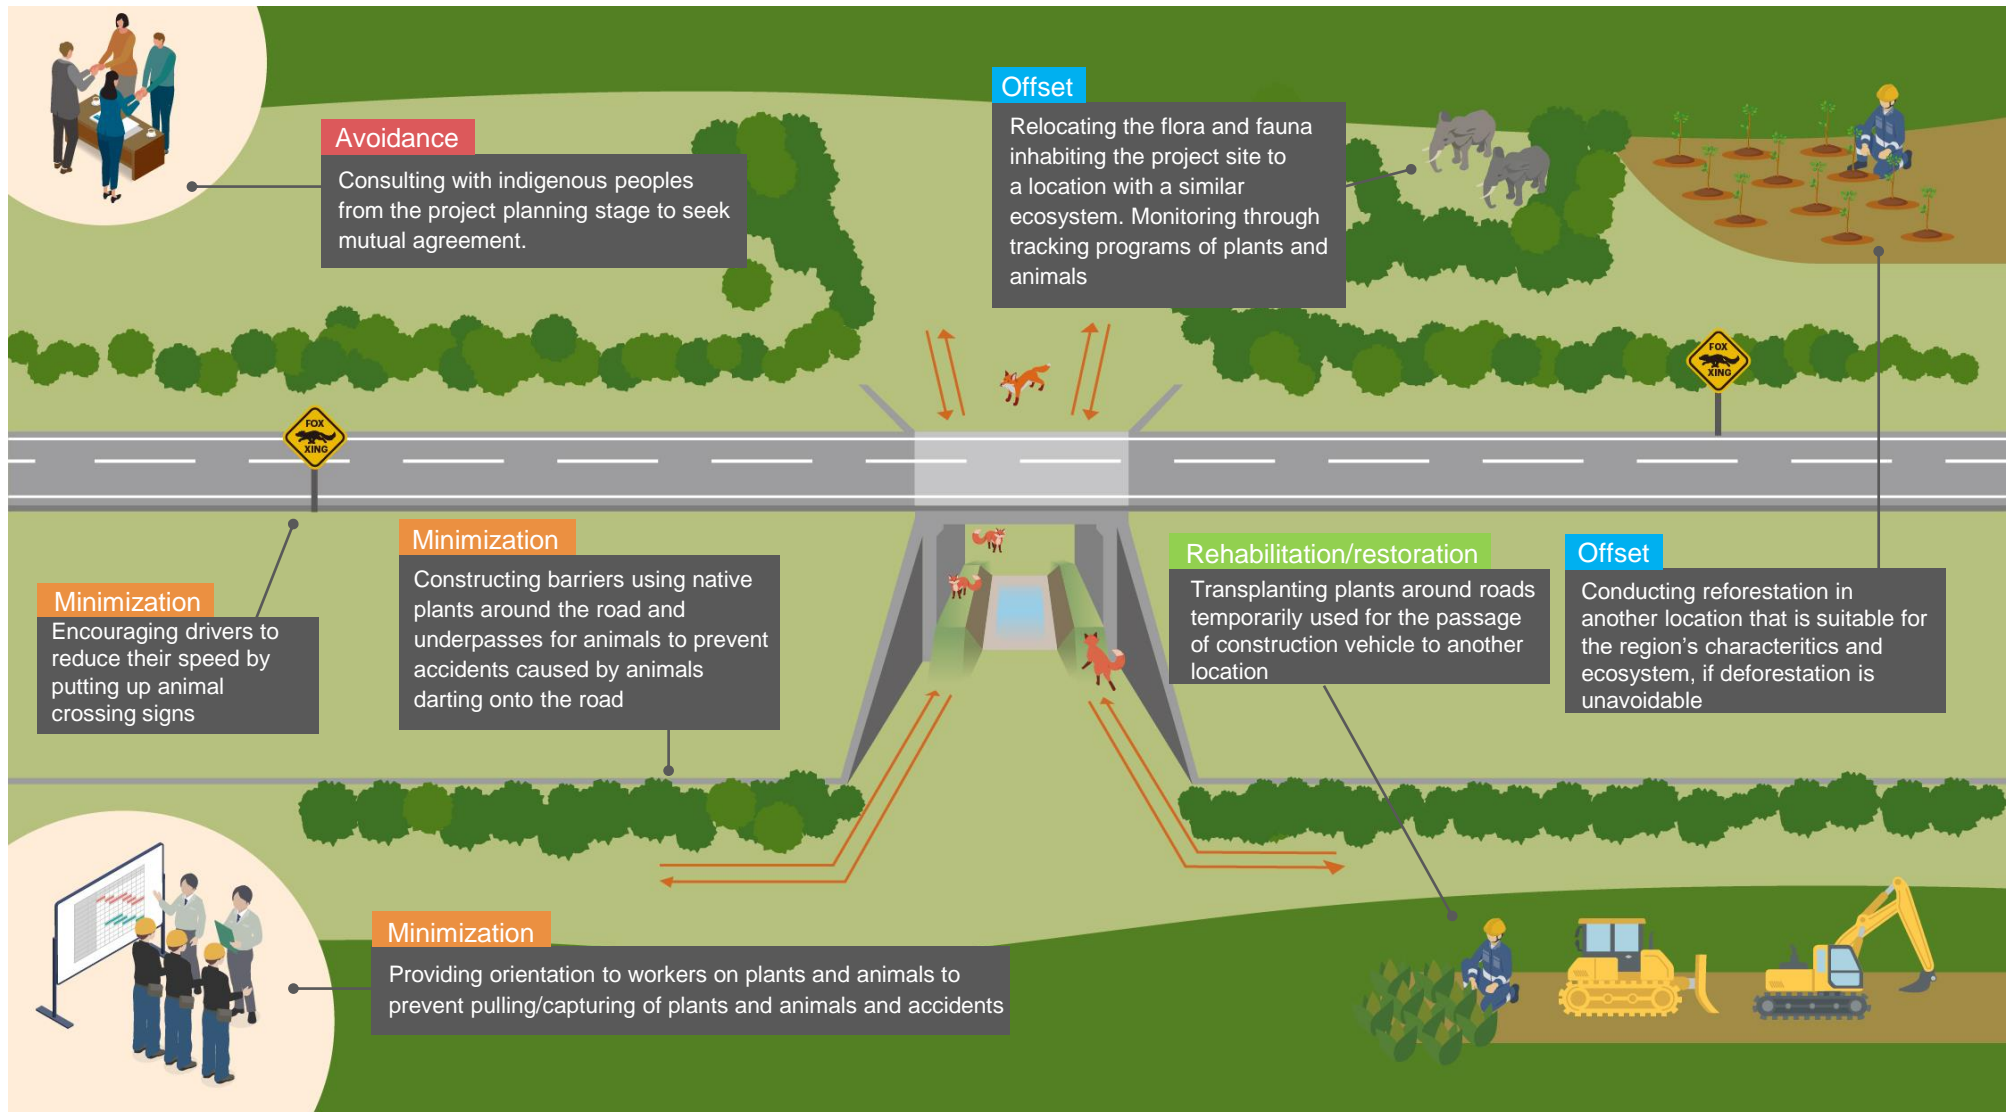 Avoidance
Consulting with indigenous peoples
from the project planning stage to seek
mutual agreement.
Offset
Relocating the flora and fauna
inhabiting the project site to
a location with a similar
ecosystem. Monitoring through
tracking programs of plants and
animals
FOX
XING
FOX
XING
Minimization
Encouraging drivers to
reduce their speed by
putting up animal
crossing signs
Minimization
Constructing barriers using native
plants around the road and
underpasses for animals to prevent
accidents caused by animals
darting onto the road
Rehabilitation/restoration
Transplanting plants around roads
temporarily used for the passage
of construction vehicle to another
location
Offset
Conducting reforestation in
another location that is suitable for
the region’s characteritics and
ecosystem, if deforestation is
unavoidable
Minimization
Providing orientation to workers on plants and animals to
prevent pulling/capturing of plants and animals and accidents